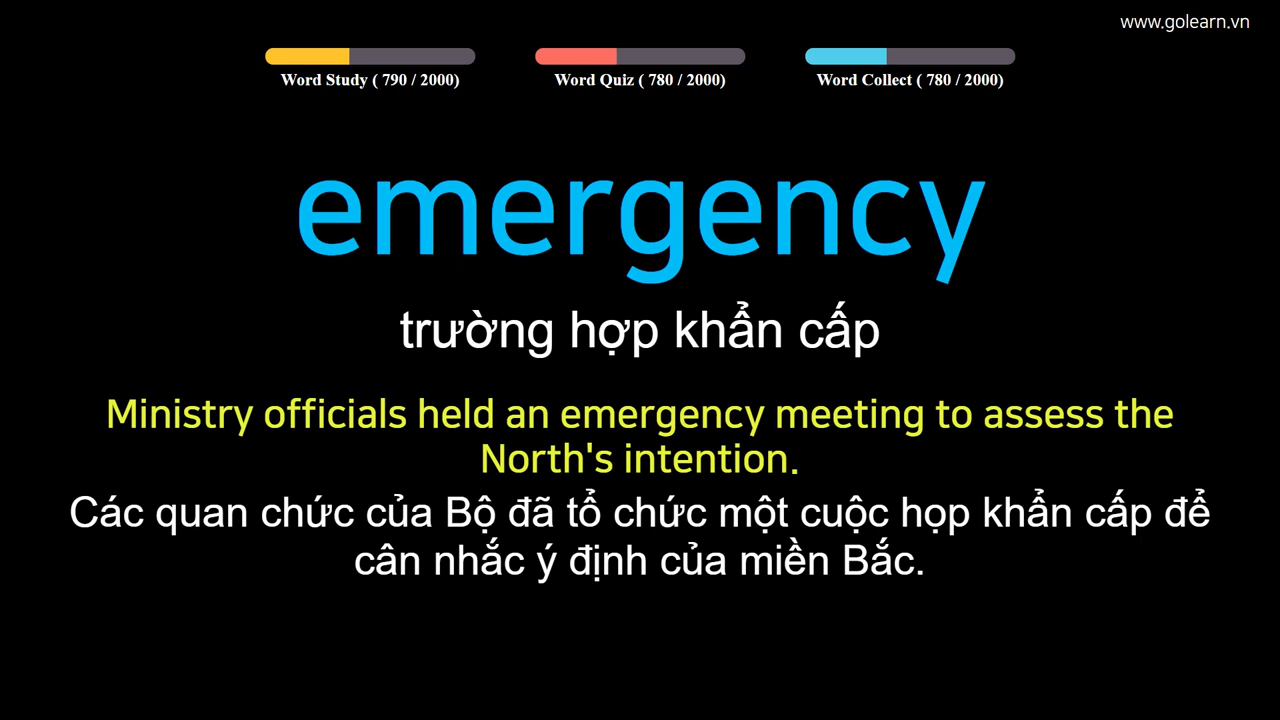 www.golearn.vn
Word Study ( 790 / 2000)
Word Quiz ( 780 / 2000)
Word Collect ( 780 / 2000)
emergency
trường hợp khẩn cấp
Ministry officials held an emergency meeting to assess the
North's intention.
Các quan chức của Bộ đã tổ chức một cuộc họp khẩn cấp để
cân nhắc ý định của miền Bắc.